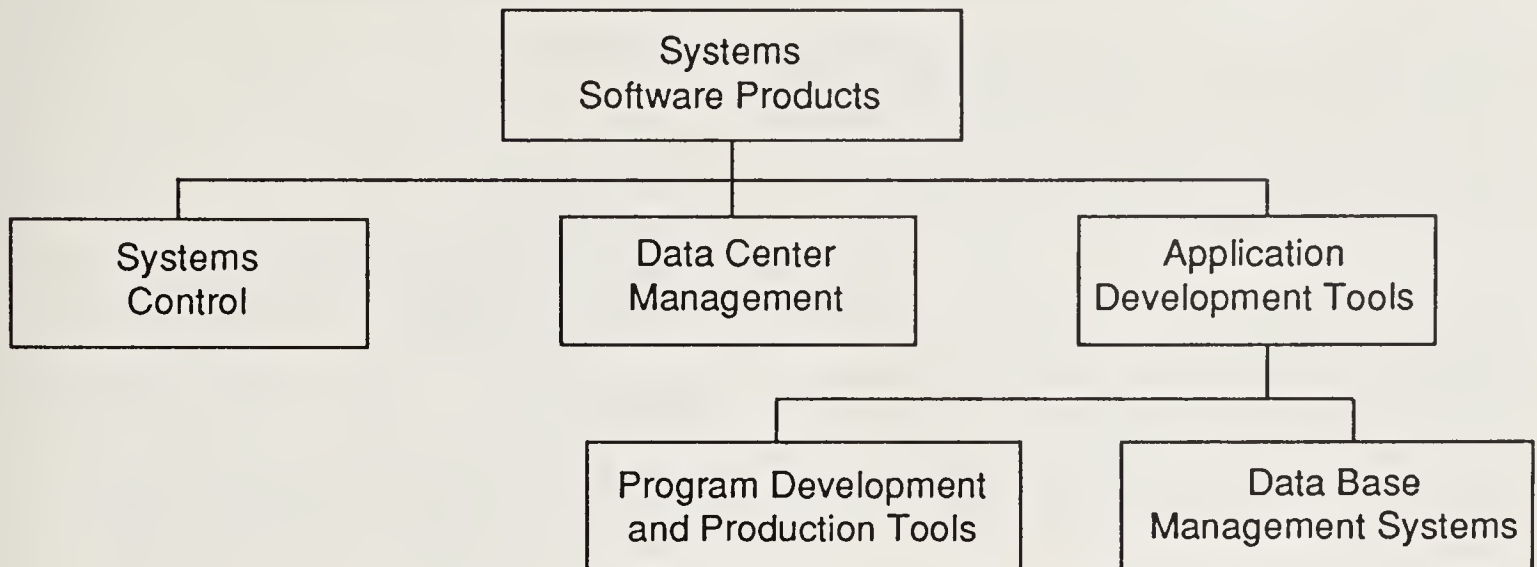 Systems
Software Products
Systems
Control
Data Center
Management
Application
Development Tools
Program Development
and Production Tools
Data Base
Management Systems